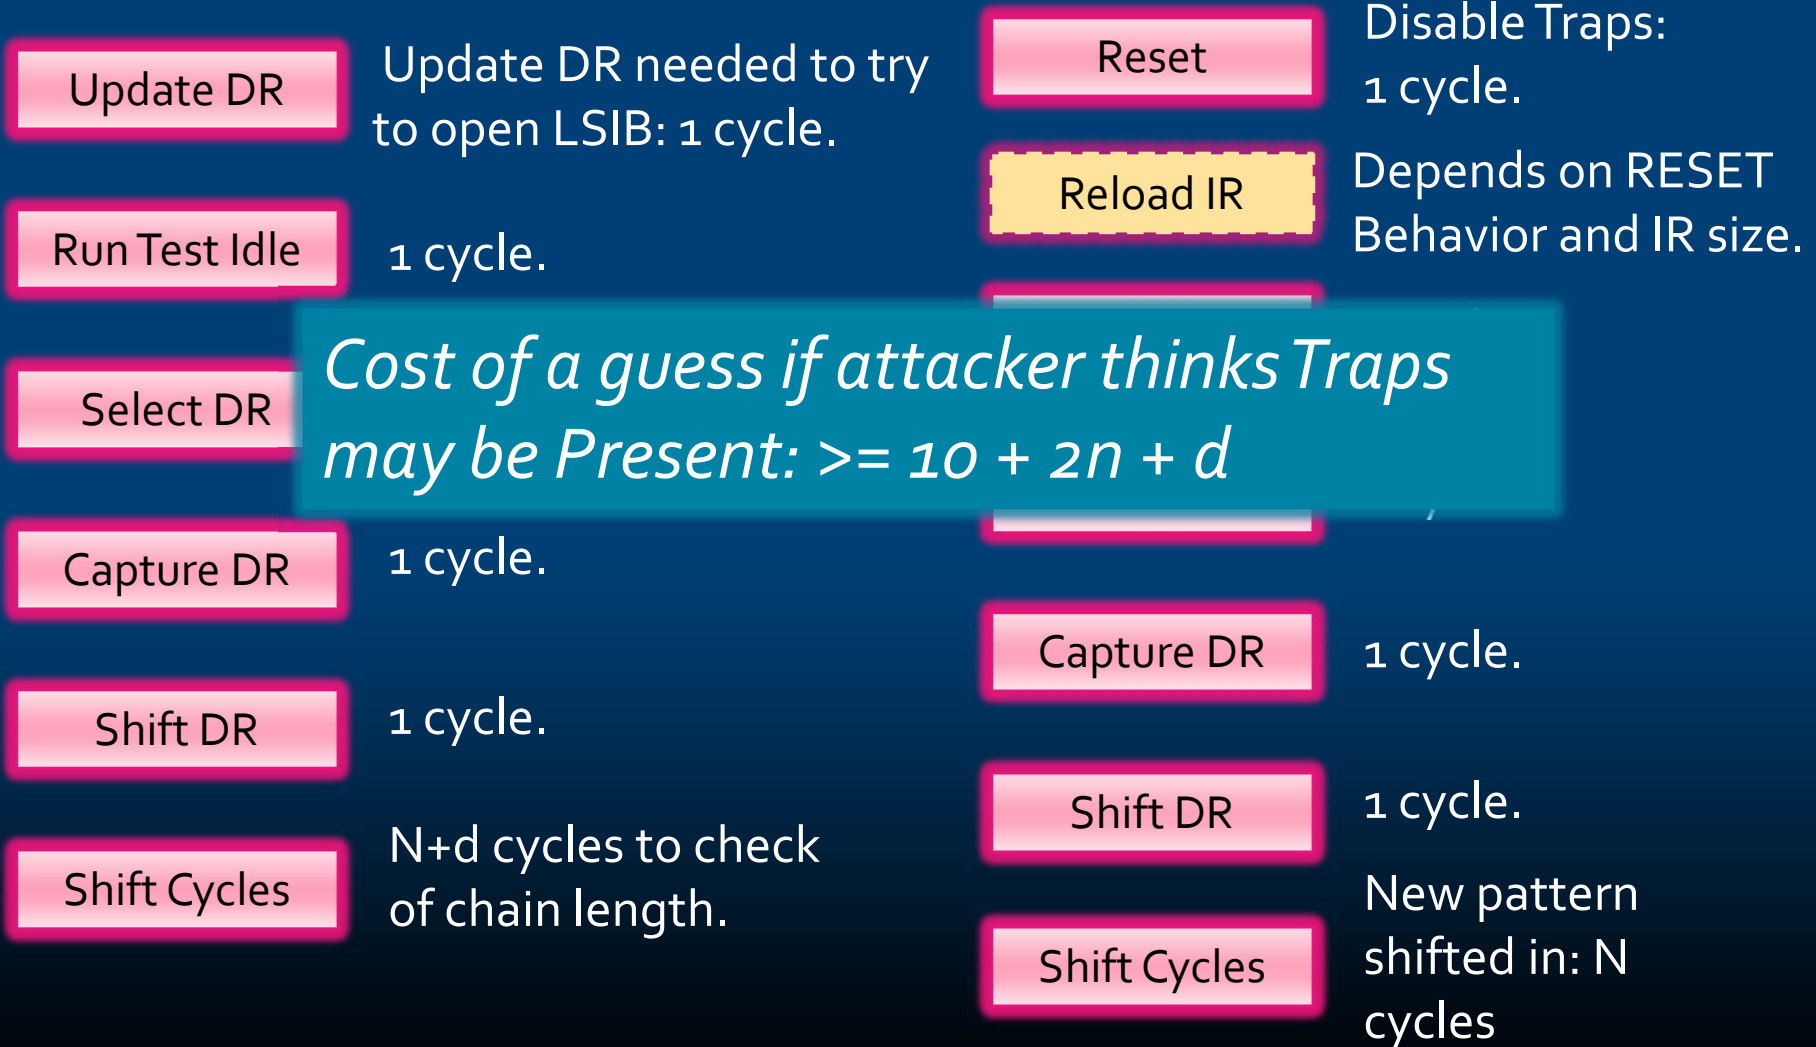 Update DR
Update DR needed to try
to open LSIB: 1 cycle.
Run Test Idle
1 cycle.
Select DR
Capture DR
1 cycle.
Shift DR
1 cycle.
Shift Cycles
N+d cycles to check
of chain length.
Reset
Disable Traps:
1 cycle.
Reload IR
Depends on RESET
Behavior and IR size.
Cost of a guess if attacker thinks Traps
may be Present: >= 10 + 2n + d
Capture DR
1 cycle.
Shift DR
1 cycle.
Shift Cycles
New pattern
shifted in: N
cycles